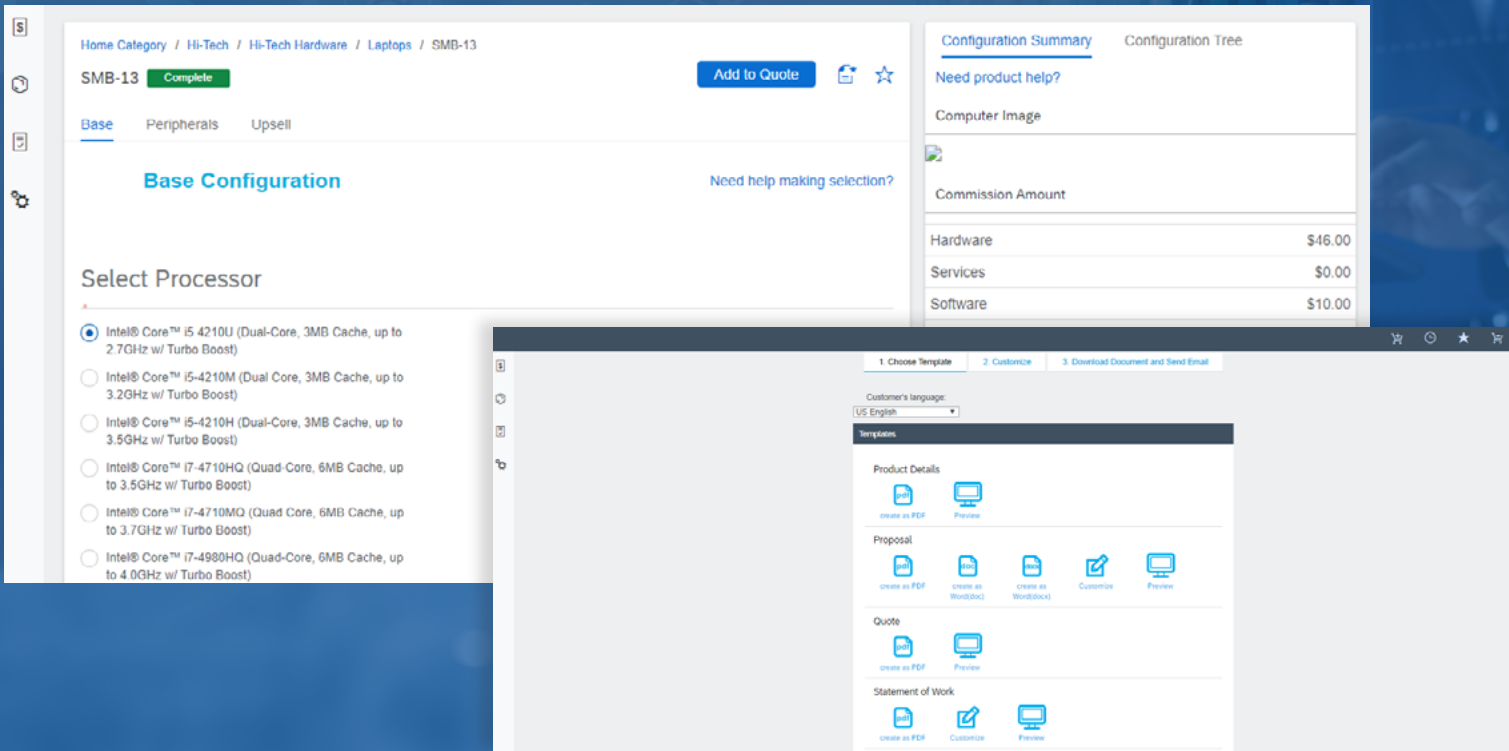 Home Category / Hi-Tech / Hi-Tech Hardware / Laptops / SMB-13
SMB-13 Complete
Add to Quote
Base Peripherals Upsell
Base Configuration
Need help making selection?
Select Processor
*
Intel® Core™ i5 4210U (Dual-Core, 3MB Cache, up to
2.7GHz w/ Turbo Boost)
Intel® Core™ i5-4210M (Dual Core, 3MB Cache, up to
3.2GHz w/ Turbo Boost)
Intel® Core™ i5-4210H (Dual-Core, 3MB Cache, up to
3.5GHz w/ Turbo Boost)
Intel® Core™ i7-4710HQ (Quad-Core, 6MB Cache, up
to 3.5GHz w/ Turbo Boost)
Intel® Core™ i7-4710MQ (Quad Core, 6MB Cache, up
to 3.7GHz w/ Turbo Boost)
Intel® Core™ i7-4980HQ (Quad-Core, 6MB Cache, up
to 4.0GHz w/ Turbo Boost)
Configuration Summary Configuration Tree
Need product help?
Computer Image
Commission Amount
Hardware $46.00
Services $0.00
Software $10.00
1. Choose Template 2. Customize 3. Download Document and Send Email
Customer's language:
US English
Templates
Product Details
pdf
create as PDF Preview
Proposal
pdf doc docx
create as PDF create as Word(doc) create as Word(docx) Customize Preview
Quote
pdf
create as PDF Preview
Statement of Work
pdf
create as PDF Customize Preview